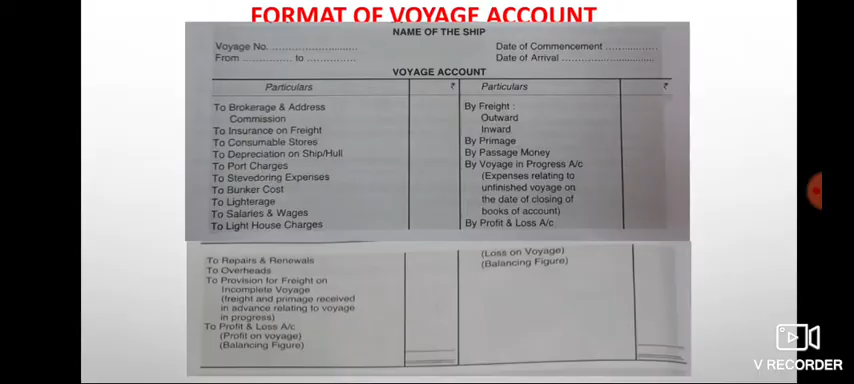 FORMAT OF VOYAGE ACCOUNT
NAME OF THE SHIP
Voyage No. ............................
Date of Commencement .................
From ................ to ................
Date of Arrival ................................
VOYAGE ACCOUNT
Particulars ₹ Particulars ₹
To Brokerage & Address
Commission
To Insurance on Freight
To Consumable Stores
To Depreciation on Ship/Hull
To Port Charges
To Stevedoring Expenses
To Bunker Cost
To Lighterage
To Salaries & Wages
To Light House Charges
To Repairs & Renewals
To Overheads
To Provision for Freight on
Incomplete Voyage
(freight and primage received
in advance relating to voyage
in progress)
To Profit & Loss A/c
(Profit on voyage)
(Balancing Figure)
By Freight :
Outward
Inward
By Primage
By Passage Money
By Voyage in Progress A/c
(Expenses relating to
unfinished voyage on
the date of closing of
books of account)
By Profit & Loss A/c
(Loss on Voyage)
(Balancing Figure)
V RECORDER